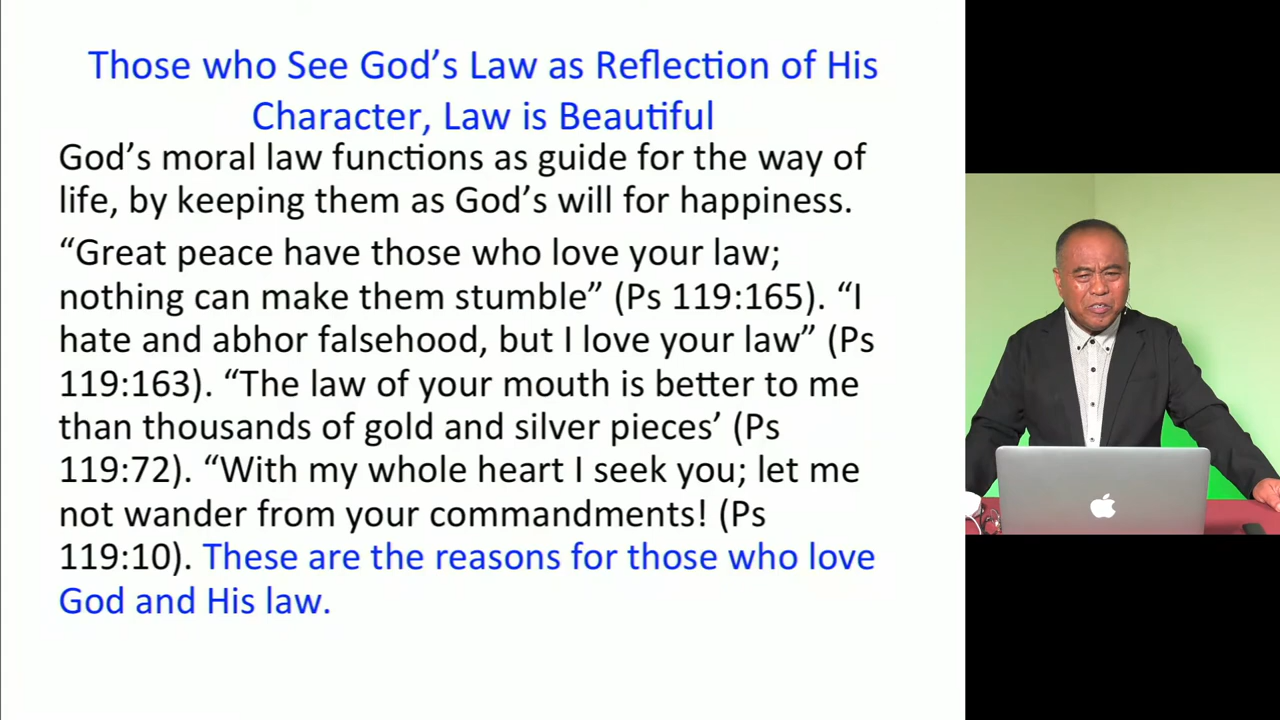 Those who See God’s Law as Reflection of His
Character, Law is Beautiful
God’s moral law functions as guide for the way of
life, by keeping them as God’s will for happiness.
“Great peace have those who love your law;
nothing can make them stumble” (Ps 119:165). “I
hate and abhor falsehood, but I love your law” (Ps
119:163). “The law of your mouth is better to me
than thousands of gold and silver pieces’ (Ps
119:72). “With my whole heart I seek you; let me
not wander from your commandments! (Ps
119:10). These are the reasons for those who love
God and His law.